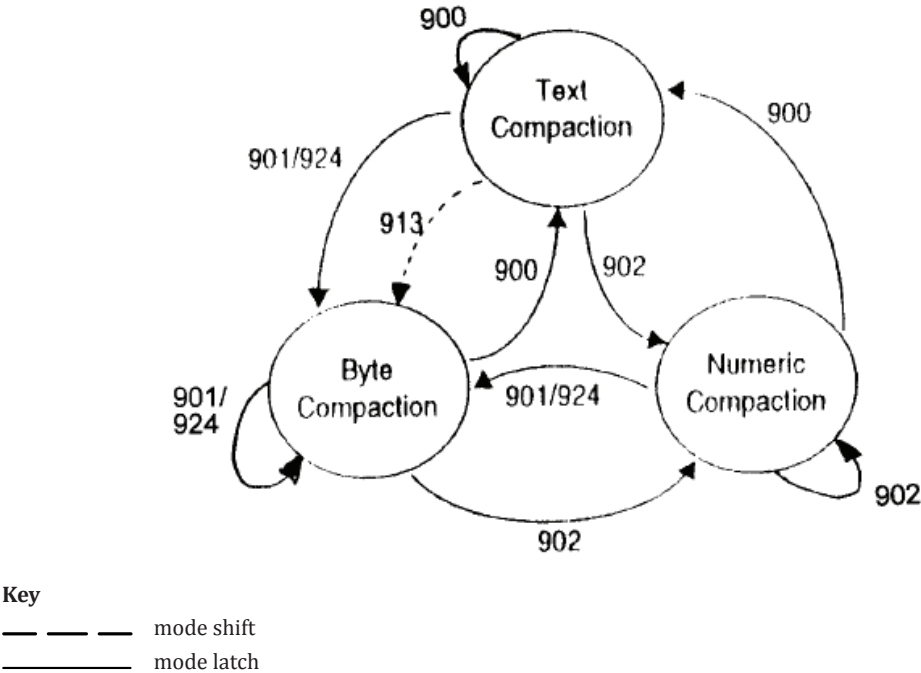 900
Text
Compaction
900
901/924
913
900
902
Byte
Compaction
Numeric
Compaction
901/924
901/
924
902
902
Key
mode shift
mode latch